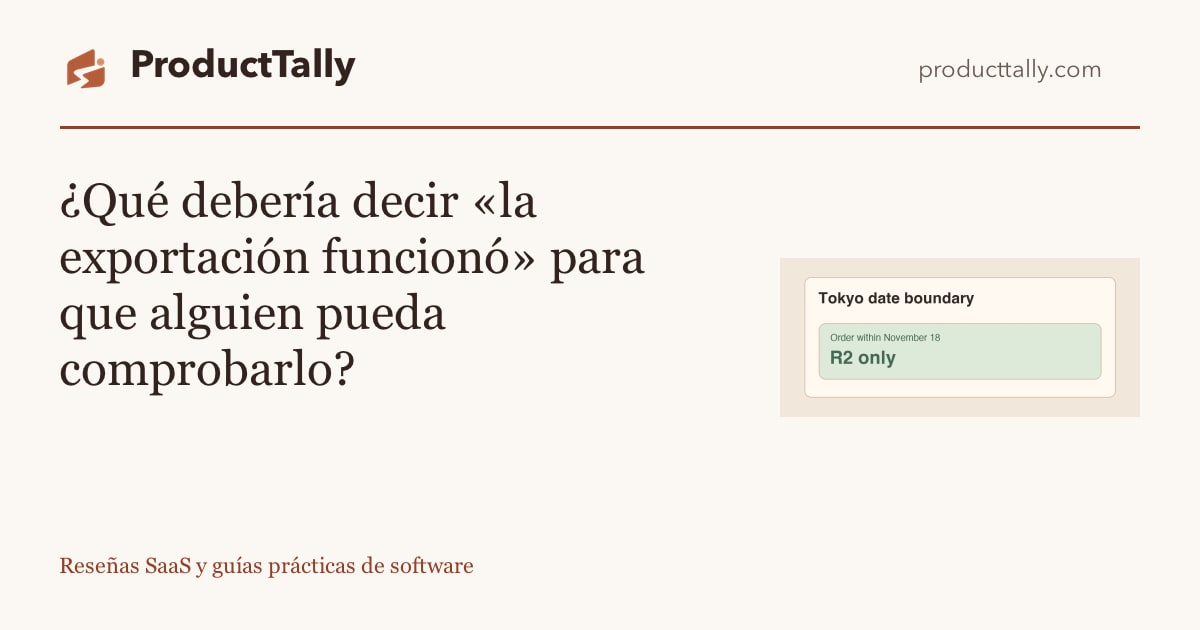 ProductTally
producttally.com
¿Qué debería decir «la
exportación funcionó» para
que alguien pueda
comprobarlo?
Tokyo date boundary
Order within November 18
R2 only
Reseñas SaaS y guías prácticas de software